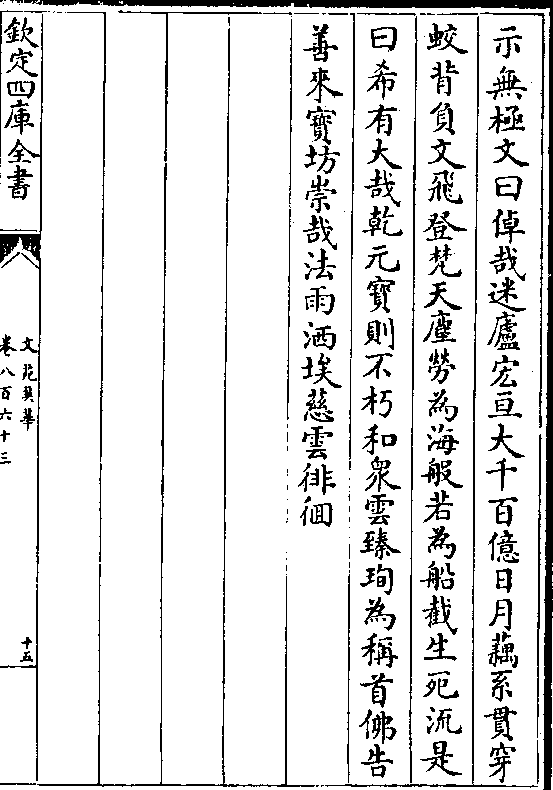 示無極文曰倬哉迷廬宏亘大千百億日月藕系貫穿
蛟背負文飛登梵天塵勞為海般若為船截生死流是
曰希有大哉乾元寶則不朽和衆雲臻珣為稱首佛告
善來寶坊崇哉法雨洒埃慈雲徘徊
欽定四庫全書
文苑英華
卷八百六十三
十五